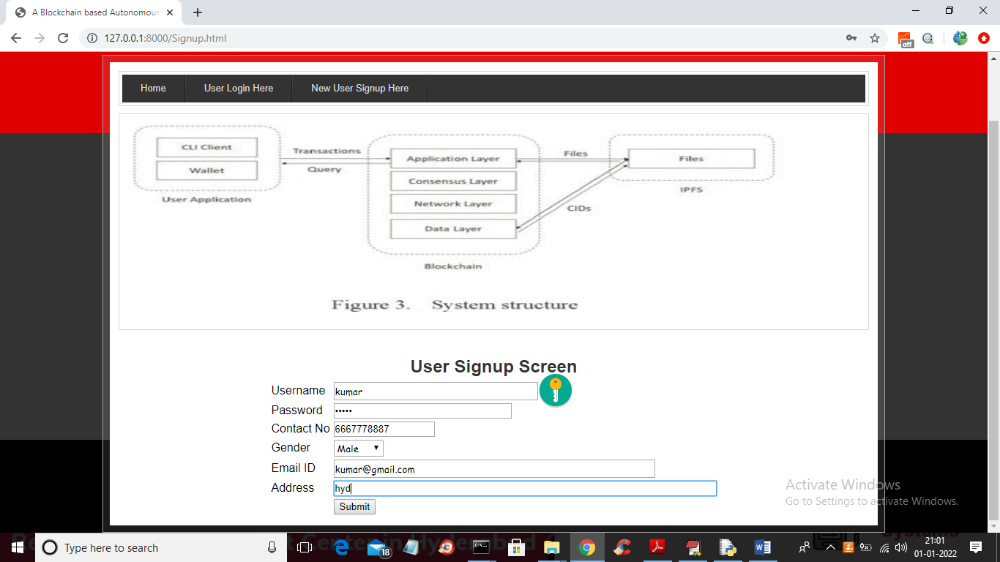 A Blockchain based Autonomous
127.0.0.1:8000/Signup.html
off
Home User Login Here New User Signup Here
CLI Client
Wallet
User Application
Transactions
Query
Application Layer
Consensus Layer
Network Layer
Data Layer
Blockchain
Files
CIDs
Files
IPFS
Figure 3. System structure
User Signup Screen
Username kumar
Password •••••
Contact No 6667778887
Gender Male
Email ID kumar@gmail.com
Address hyd
Submit
Activate Windows
Go to Settings to activate Windows.
Type here to search
18
21:01
01-01-2022